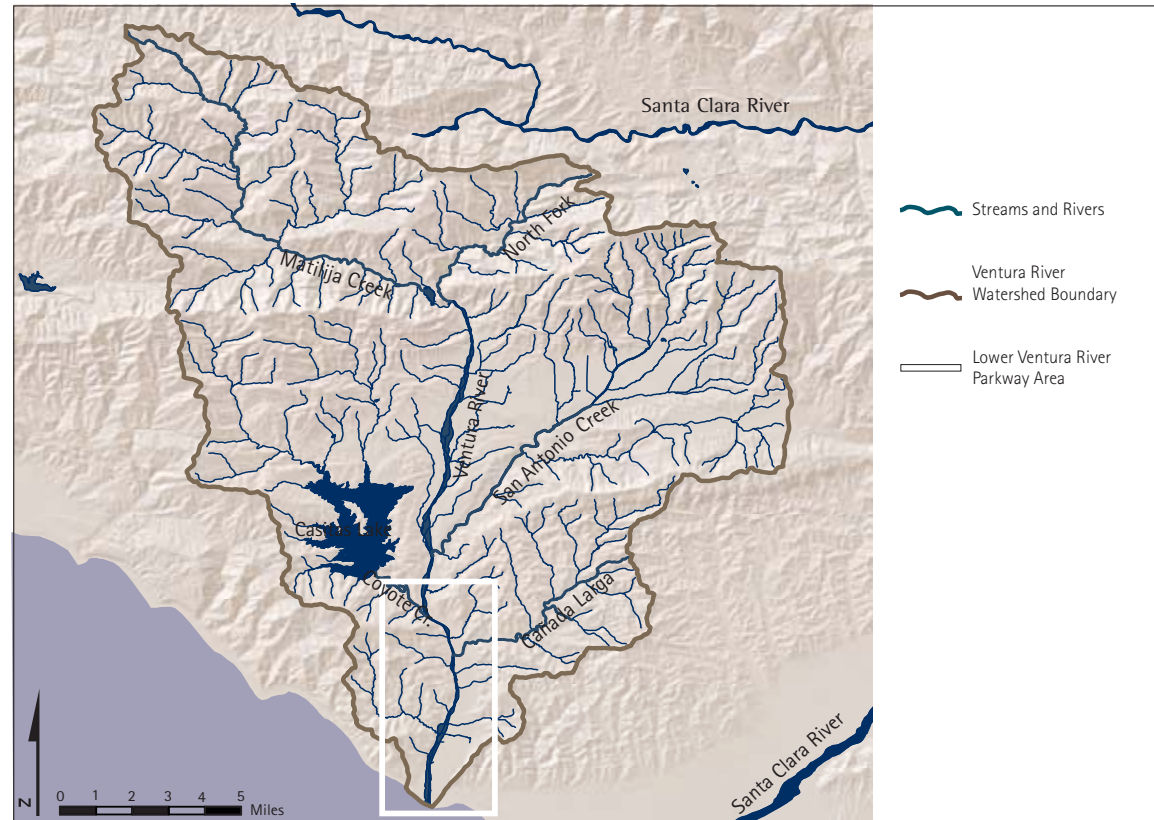 Santa Clara River
North Fork
Matilija Creek
Ventura River
San Antonio Creek
Casitas Lake
Coyote Cr.
Cañada Larga
Santa Clara River
N
0 1 2 3 4 5 Miles
Streams and Rivers
Ventura River
Watershed Boundary
Lower Ventura River
Parkway Area